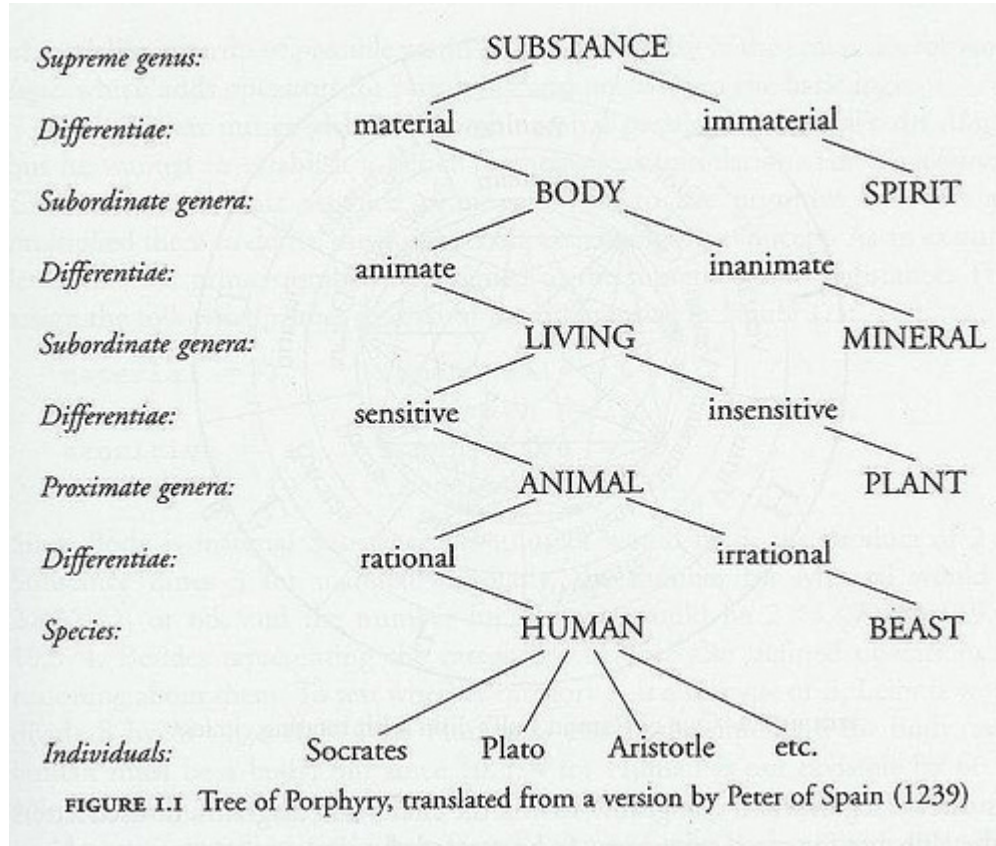 Supreme genus: SUBSTANCE
Differentiae: material immaterial
Subordinate genera: BODY SPIRIT
Differentiae: animate inanimate
Subordinate genera: LIVING MINERAL
Differentiae: sensitive insensitive
Proximate genera: ANIMAL PLANT
Differentiae: rational irrational
Species: HUMAN BEAST
Individuals: Socrates Plato Aristotle etc.
FIGURE 1.1 Tree of Porphyry, translated from a version by Peter of Spain (1239)